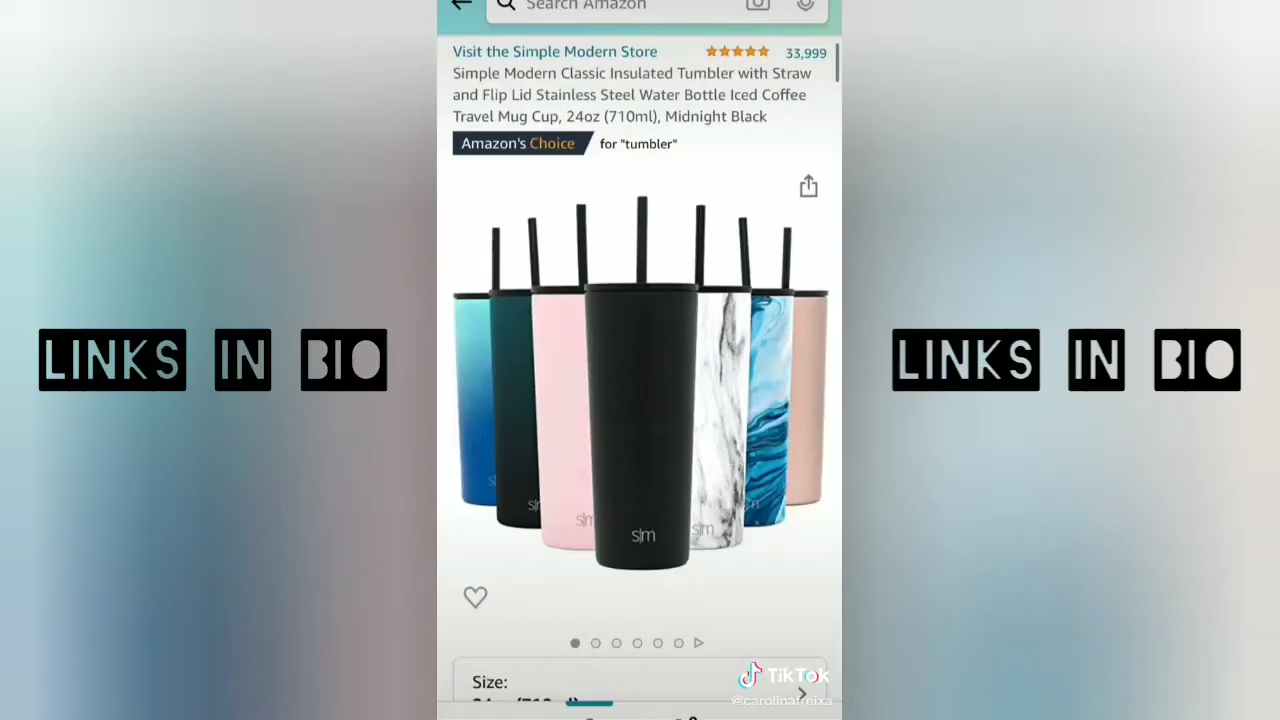 Search Amazon
Visit the Simple Modern Store
33,999
Simple Modern Classic Insulated Tumbler with Straw
and Flip Lid Stainless Steel Water Bottle Iced Coffee
Travel Mug Cup, 24oz (710ml), Midnight Black
Amazon's Choice for "tumbler"
LINKS IN BIO
LINKS IN BIO
s|m
s|m
s|m
s|m
Size:
TikTok
@carolinafreixa